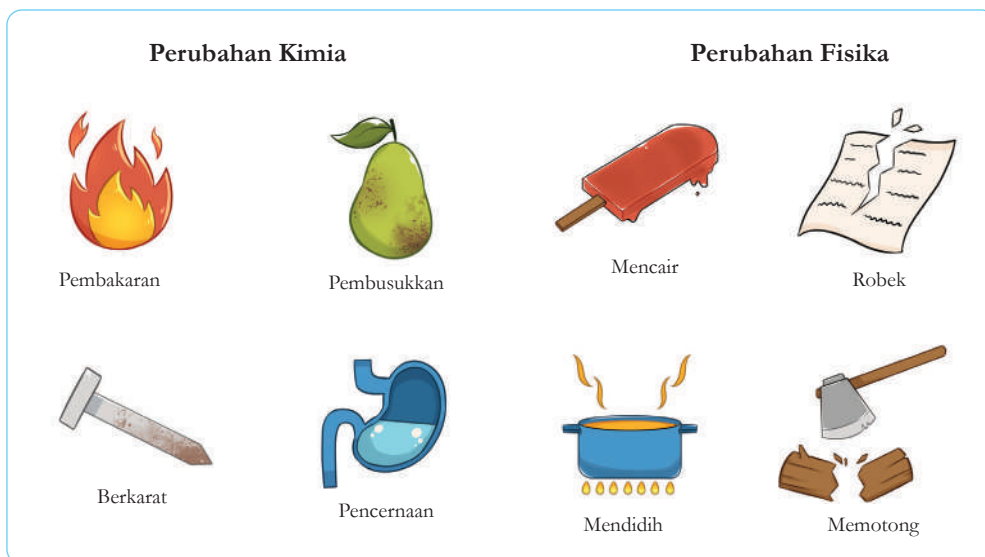 Perubahan Kimia
Perubahan Fisika
Pembakaran
Pembusukkan
Mencair
Robek
Berkarat
Pencernaan
Mendidih
Memotong